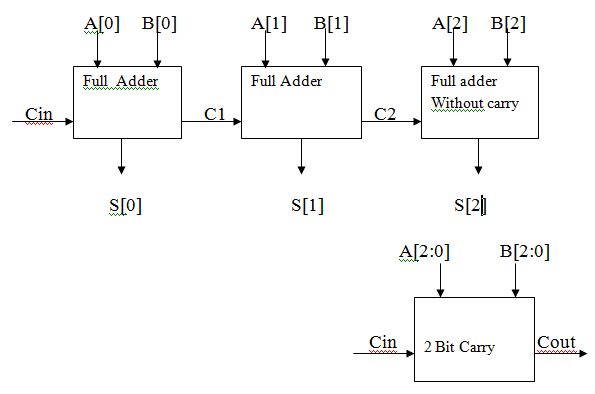 A[0] B[0] A[1] B[1] A[2] B[2]
Full Adder
Full Adder
Full adder
Without carry
Cin C1 C2
S[0] S[1] S[2]
A[2:0] B[2:0]
Cin 2 Bit Carry Cout